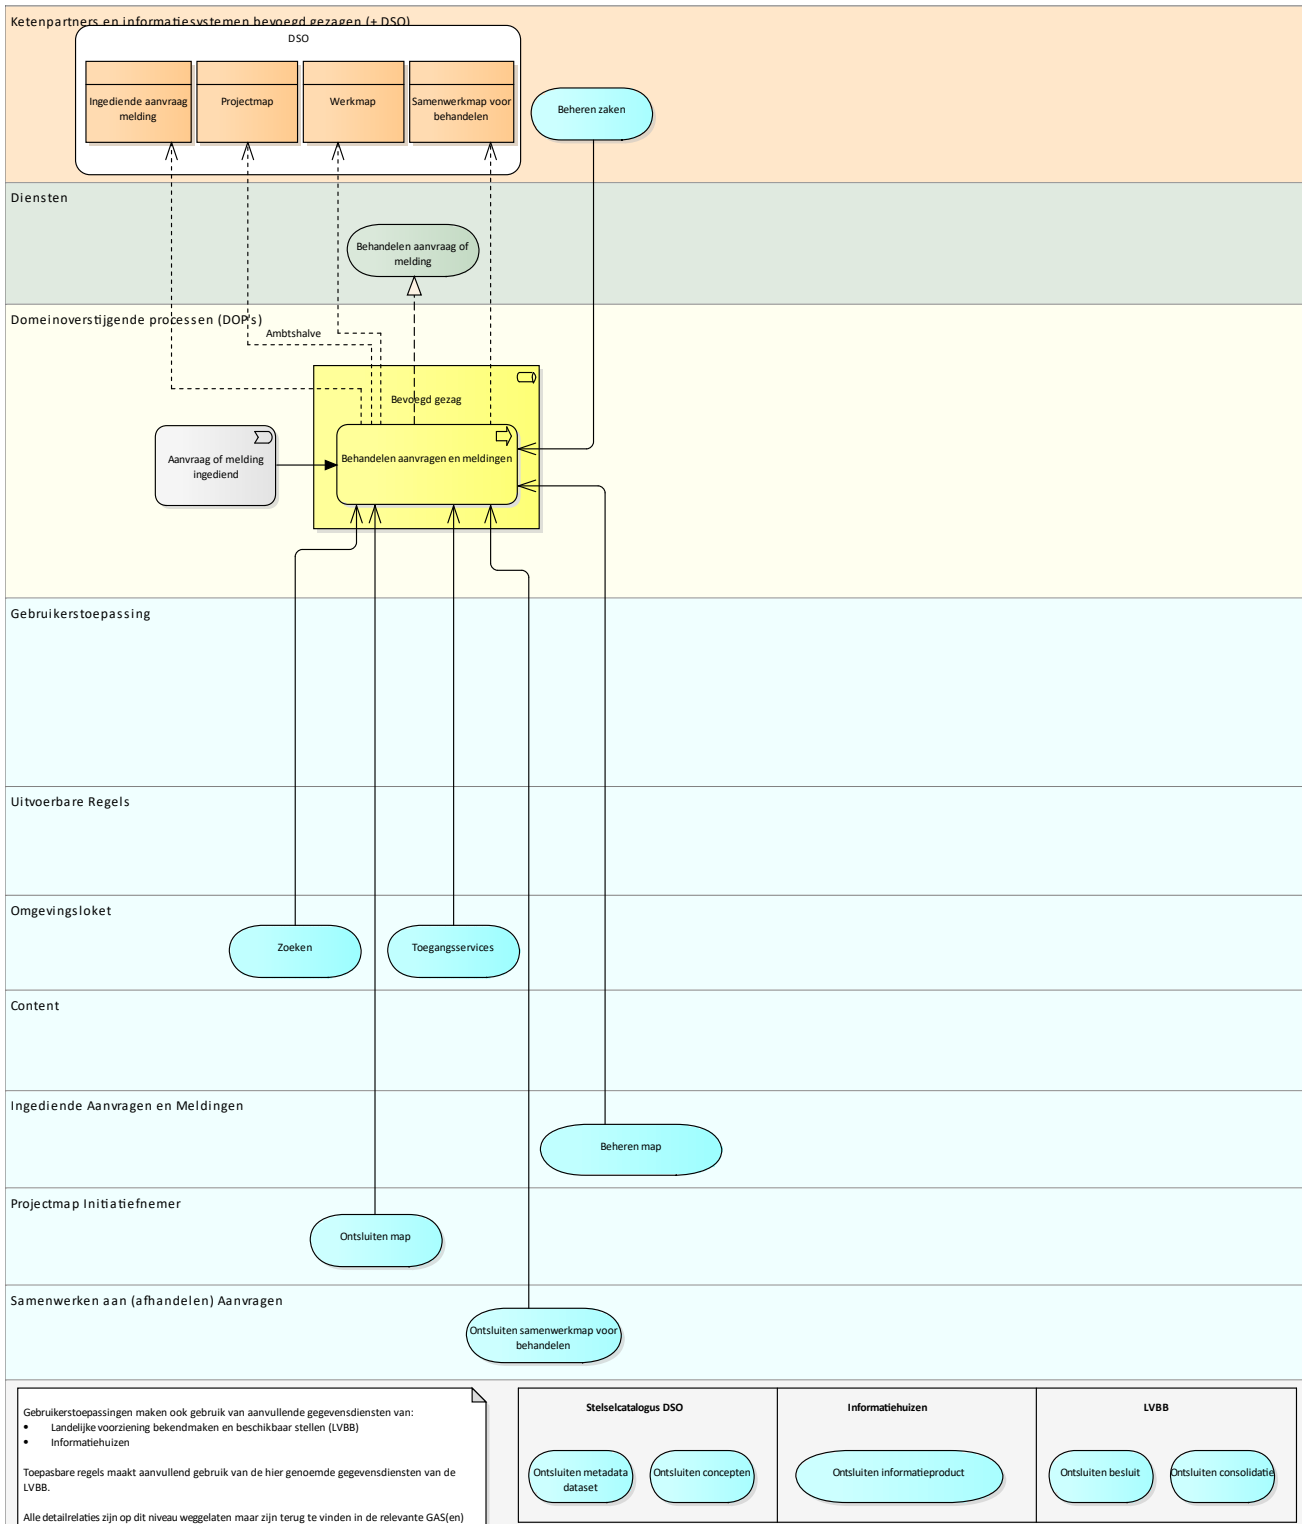 Ketenpartners en informatiesystemen bevoegd gezagen (+ DSO)
DSO
Ingediende aanvraag
melding
Projectmap
Werkmap
Samenwerkmap voor
behandelen
Beheren zaken
Diensten
Behandelen aanvraag of
melding
Domeinoverstijgende processen (DOP's)
Ambtshalve
Bevoegd gezag
Aanvraag of melding
ingediend
Behandelen aanvragen en meldingen
Gebruikerstoepassing
Uitvoerbare Regels
Omgevingsloket
Zoeken
Toegangsservices
Content
Ingediende Aanvragen en Meldingen
Beheren map
Projectmap Initiatiefnemer
Ontsluiten map
Samenwerken aan (afhandelen) Aanvragen
Ontsluiten samenwerkmap voor
behandelen
Gebruikerstoepassingen maken ook gebruik van aanvullende gegevensdiensten van:
• Landelijke voorziening bekendmaken en beschikbaar stellen (LVBB)
• Informatiehuizen
Toepasbare regels maakt aanvullend gebruik van de hier genoemde gegevensdiensten van de
LVBB.
Alle detailrelaties zijn op dit niveau weggelaten maar zijn terug te vinden in de relevante GAS(en)
Stelselcatalogus DSO
Ontsluiten metadata
dataset
Ontsluiten concepten
Informatiehuizen
Ontsluiten informatieproduct
LVBB
Ontsluiten besluit
Ontsluiten consolidatie